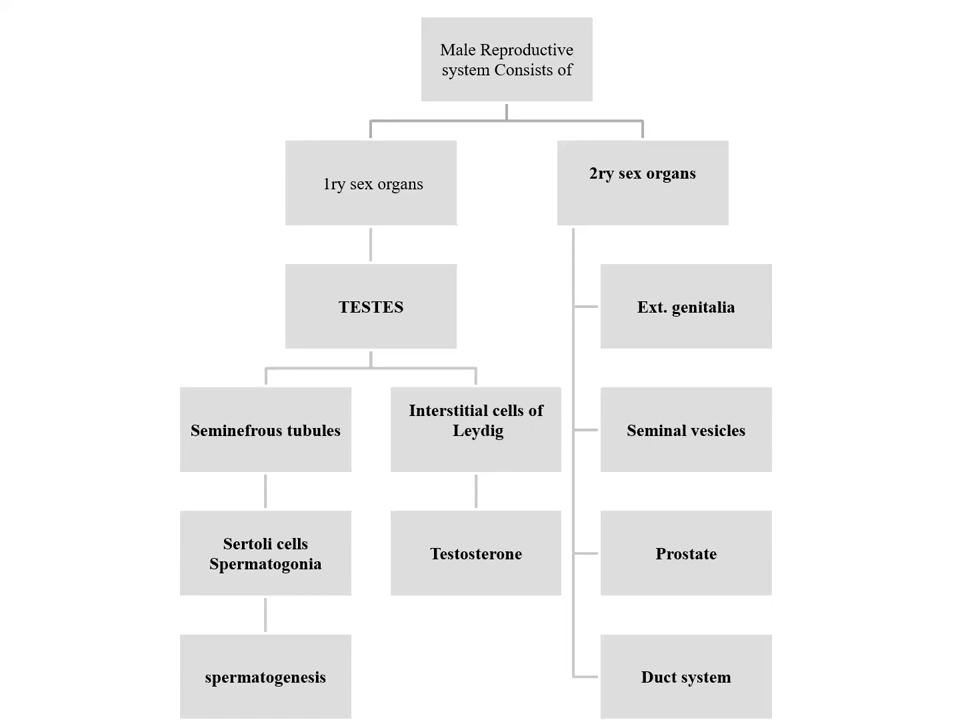 Male Reproductive
system Consists of
1ry sex organs
2ry sex organs
TESTES
Ext. genitalia
Seminefrous tubules
Interstitial cells of
Leydig
Seminal vesicles
Sertoli cells
Spermatogonia
Testosterone
Prostate
spermatogenesis
Duct system